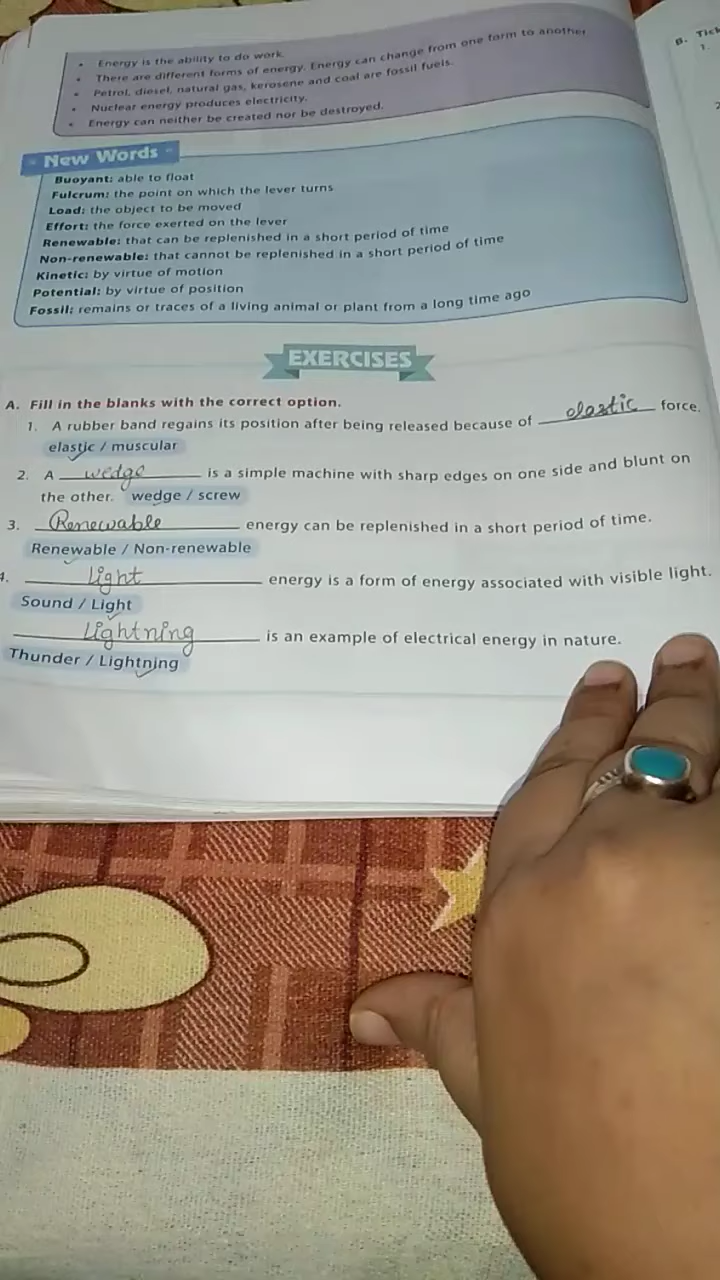 • Energy is the ability to do work.
• There are different forms of energy. Energy can change from one form to another.
• Petrol, diesel, natural gas, kerosene and coal are fossil fuels.
• Nuclear energy produces electricity.
• Energy can neither be created nor be destroyed.
New Words
Buoyant: able to float
Fulcrum: the point on which the lever turns
Load: the object to be moved
Effort: the force exerted on the lever
Renewable: that can be replenished in a short period of time
Non-renewable: that cannot be replenished in a short period of time
Kinetic: by virtue of motion
Potential: by virtue of position
Fossil: remains or traces of a living animal or plant from a long time ago
EXERCISES
A. Fill in the blanks with the correct option.
1. A rubber band regains its position after being released because of elastic force.
elastic / muscular
2. A wedge is a simple machine with sharp edges on one side and blunt on
the other. wedge / screw
3. Renewable energy can be replenished in a short period of time.
Renewable / Non-renewable
4. Light energy is a form of energy associated with visible light.
Sound / Light
Lightning is an example of electrical energy in nature.
Thunder / Lightning
B. Tick
1.